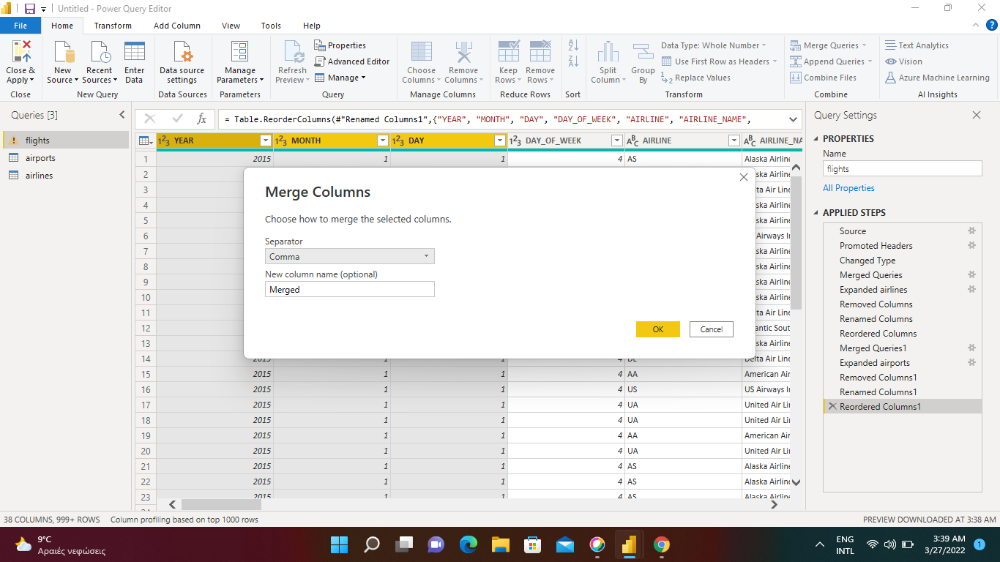 Untitled - Power Query Editor
File Home Transform Add Column View Tools Help
Close & Apply
New Source
Recent Sources
Enter Data
Data source settings
Manage Parameters
Refresh Preview
Properties
Advanced Editor
Manage
Choose Columns
Remove Columns
Keep Rows
Remove Rows
Split Column
Group By
Data Type: Whole Number
Use First Row as Headers
Replace Values
Merge Queries
Append Queries
Combine Files
Text Analytics
Vision
Azure Machine Learning
Close New Query Data Sources Parameters Query Manage Columns Reduce Rows Sort Transform Combine AI Insights
Queries [3]
flights
airports
airlines
= Table.ReorderColumns(#"Renamed Columns1",{"YEAR", "MONTH", "DAY", "DAY_OF_WEEK", "AIRLINE", "AIRLINE_NAME",
YEAR MONTH DAY DAY_OF_WEEK AIRLINE AIRLINE_NA
1 2015 1 1 4 AS Alaska Airline
2 ska Airline
3 lta Air Line
4 ska Airline
5 ska Airline
6 Airways In
7 ska Airline
8 ska Airline
9 ska Airline
10 ska Airline
11 ta Air Line
12 antic Sout
13 ska Airline
14 2015 1 1 4 DL Delta Air Line
15 2015 1 1 4 AA American Air
16 2015 1 1 4 US US Airways In
17 2015 1 1 4 UA United Air Lin
18 2015 1 1 4 UA United Air Lin
19 2015 1 1 4 AA American Air
20 2015 1 1 4 UA United Air Lin
21 2015 1 1 4 AS Alaska Airline
22 2015 1 1 4 AS Alaska Airline
23 2015 1 1 4 AS Alaska Airline
Merge Columns
Choose how to merge the selected columns.
Separator
Comma
New column name (optional)
Merged
OK Cancel
Query Settings
PROPERTIES
Name
flights
All Properties
APPLIED STEPS
Source
Promoted Headers
Changed Type
Merged Queries
Expanded airlines
Removed Columns
Renamed Columns
Reordered Columns
Merged Queries1
Expanded airports
Removed Columns1
Renamed Columns1
Reordered Columns1
38 COLUMNS, 999+ ROWS Column profiling based on top 1000 rows PREVIEW DOWNLOADED AT 3:38 AM
9°C
Αραιές νεφώσεις
ENG
INTL
3:39 AM
3/27/2022
1